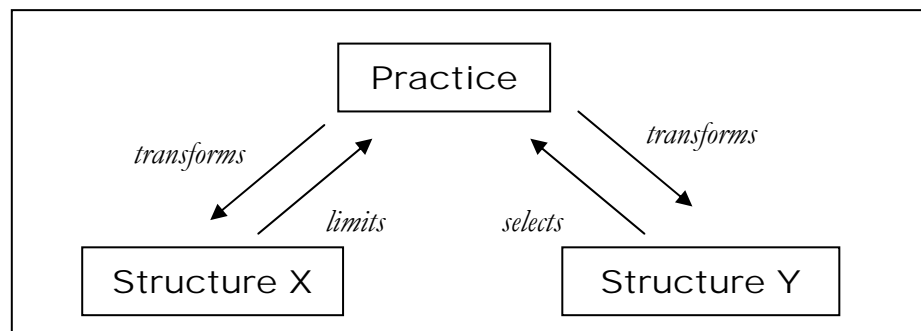 Practice
transforms
transforms
limits
selects
Structure X
Structure Y